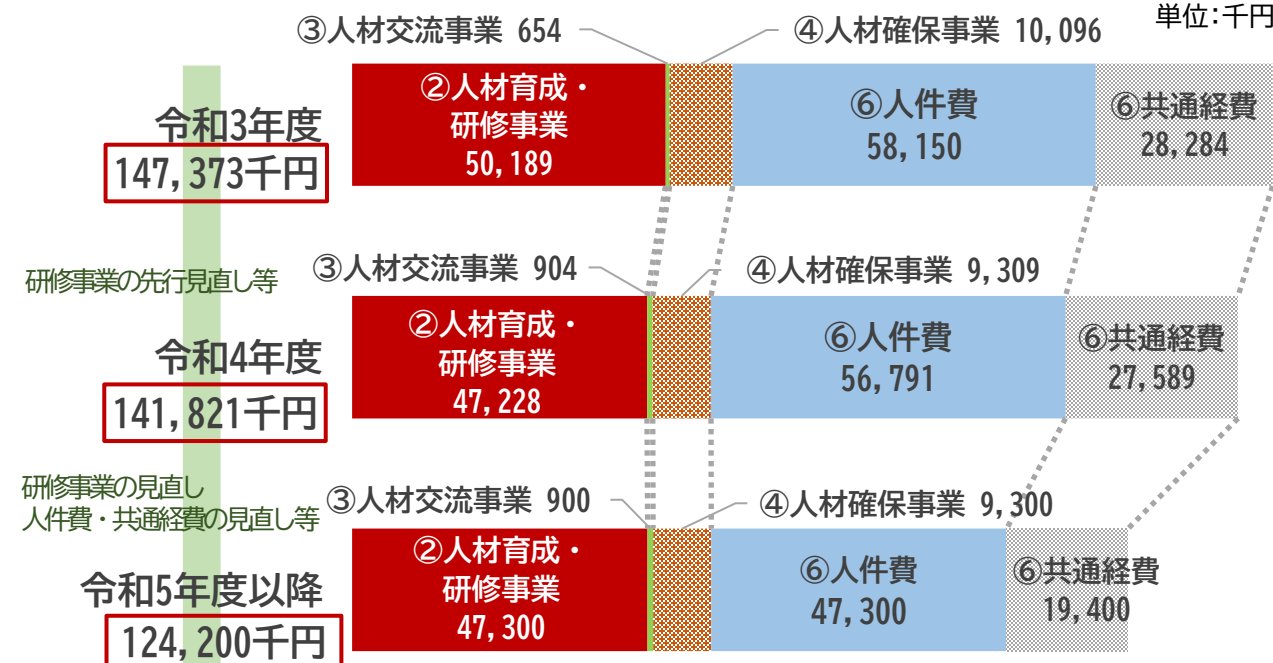 単位:千円
③人材交流事業 654
④人材確保事業 10,096
令和3年度
147,373千円
②人材育成・
研修事業
50,189
⑥人件費
58,150
⑥共通経費
28,284
研修事業の先行見直し等
③人材交流事業 904
④人材確保事業 9,309
令和4年度
141,821千円
②人材育成・
研修事業
47,228
⑥人件費
56,791
⑥共通経費
27,589
研修事業の見直し
人件費・共通経費の見直し等
③人材交流事業 900
④人材確保事業 9,300
令和5年度以降
124,200千円
②人材育成・
研修事業
47,300
⑥人件費
47,300
⑥共通経費
19,400